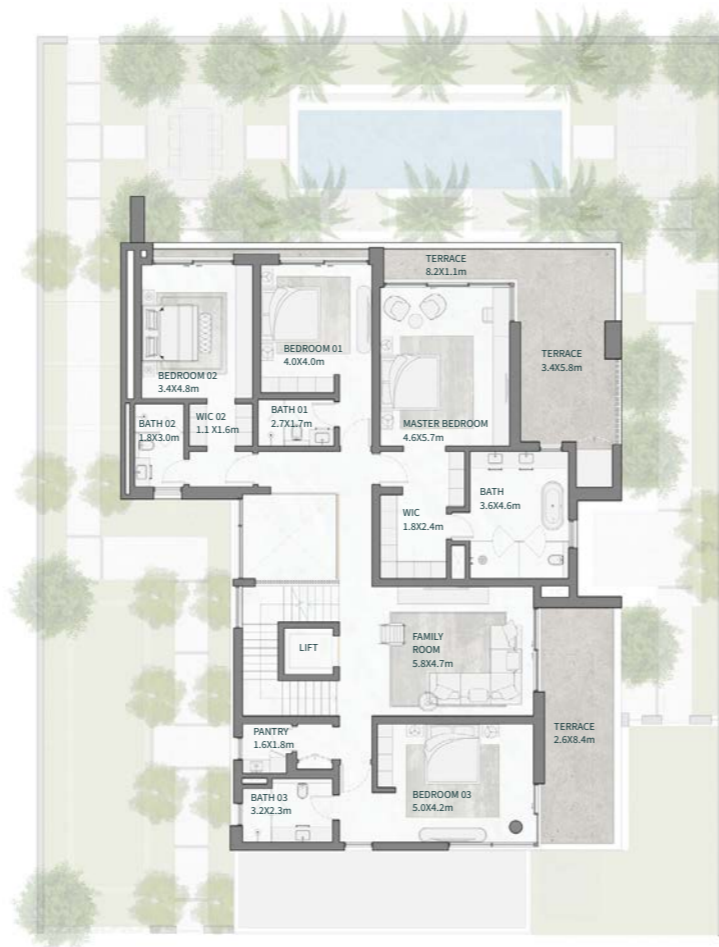 TERRACE
8.2X1.1m
BEDROOM 01
4.0X4.0m
TERRACE
3.4X5.8m
BEDROOM 02
3.4X4.8m
BATH 01
2.7X1.7m
WIC 02
1.1 X1.6m
BATH 02
1.8X3.0m
MASTER BEDROOM
4.6X5.7m
BATH
3.6X4.6m
WIC
1.8X2.4m
FAMILY
ROOM
5.8X4.7m
LIFT
TERRACE
2.6X8.4m
PANTRY
1.6X1.8m
BEDROOM 03
5.0X4.2m
BATH 03
3.2X2.3m